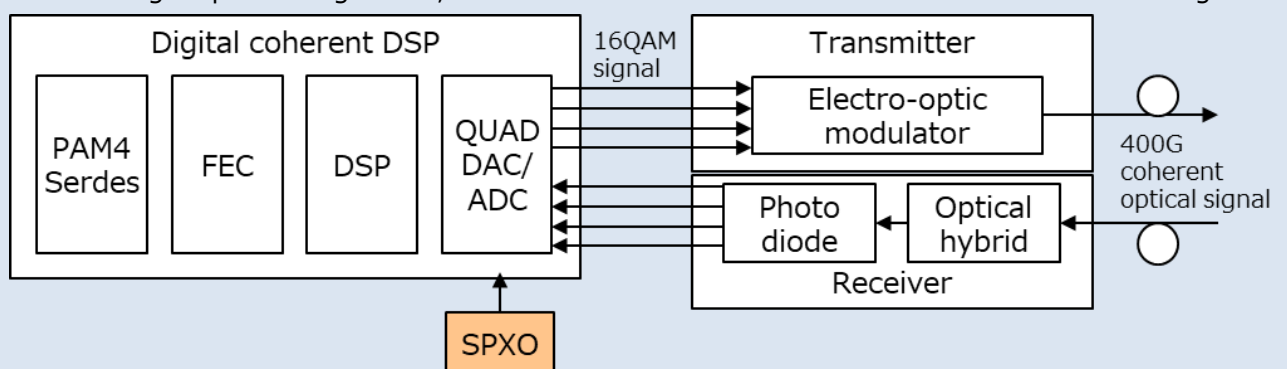 Digital coherent DSP
PAM4
Serdes
FEC
DSP
QUAD
DAC/
ADC
16QAM
signal
Transmitter
Electro-optic
modulator
400G
coherent
optical signal
Photo
diode
Optical
hybrid
Receiver
SPXO